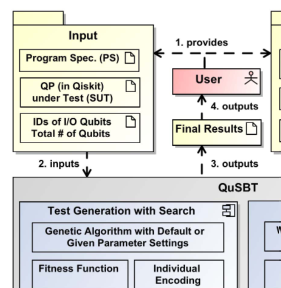 Input
Program Spec. (PS)
QP (in Qiskit)
under Test (SUT)
IDs of I/O Qubits
Total # of Qubits
1. provides
User
4. outputs
Final Results
2. inputs
3. outputs
QuSBT
Test Generation with Search
Genetic Algorithm with Default or
Given Parameter Settings
Fitness Function
Individual
Encoding